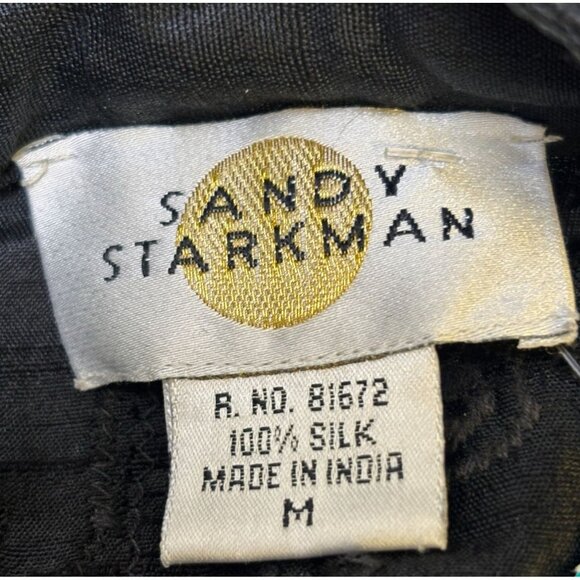 SANDY
STARKMAN
R. NO. 81672
100% SILK
MADE IN INDIA
M